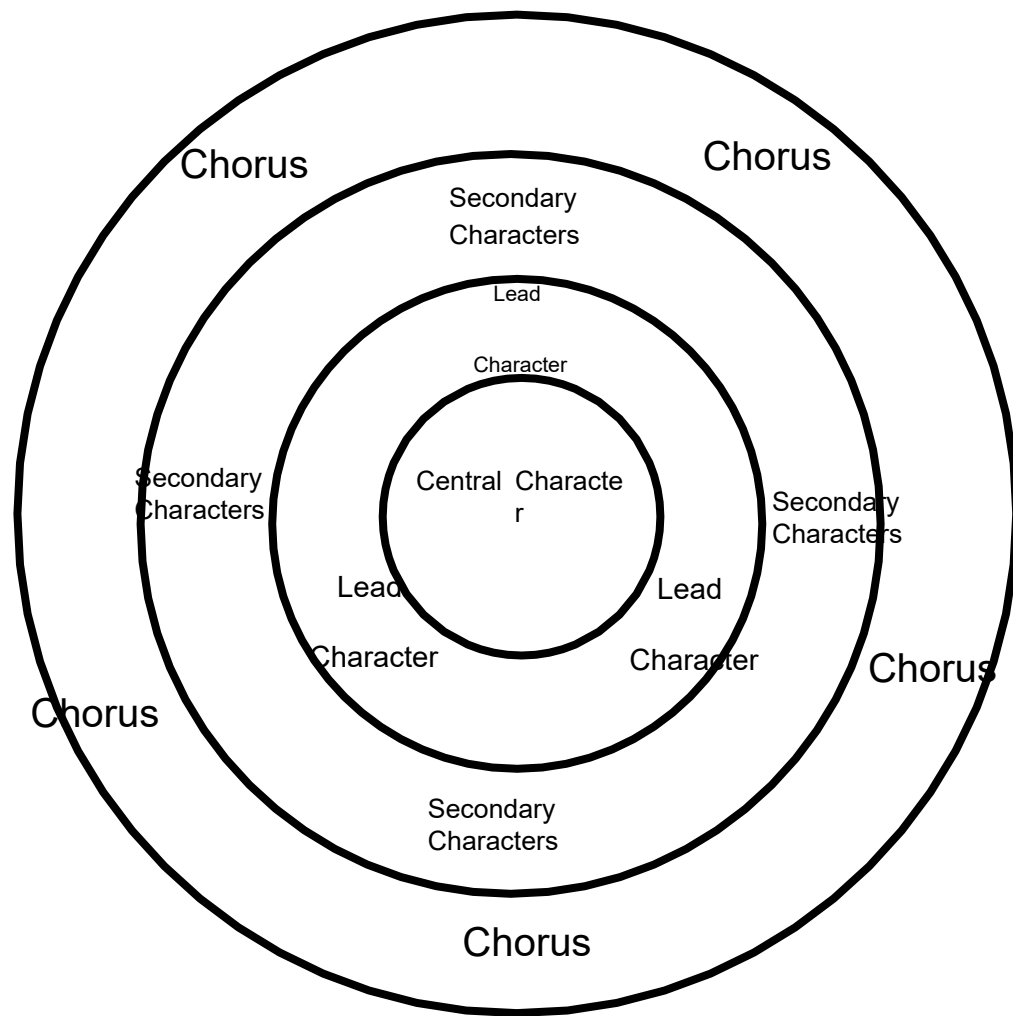 Chorus
Chorus
Secondary
Characters
Lead
Character
Central Characte
r
Secondary
Characters
Secondary
Characters
Lead
Character
Lead
Character
Chorus
Chorus
Secondary
Characters
Chorus